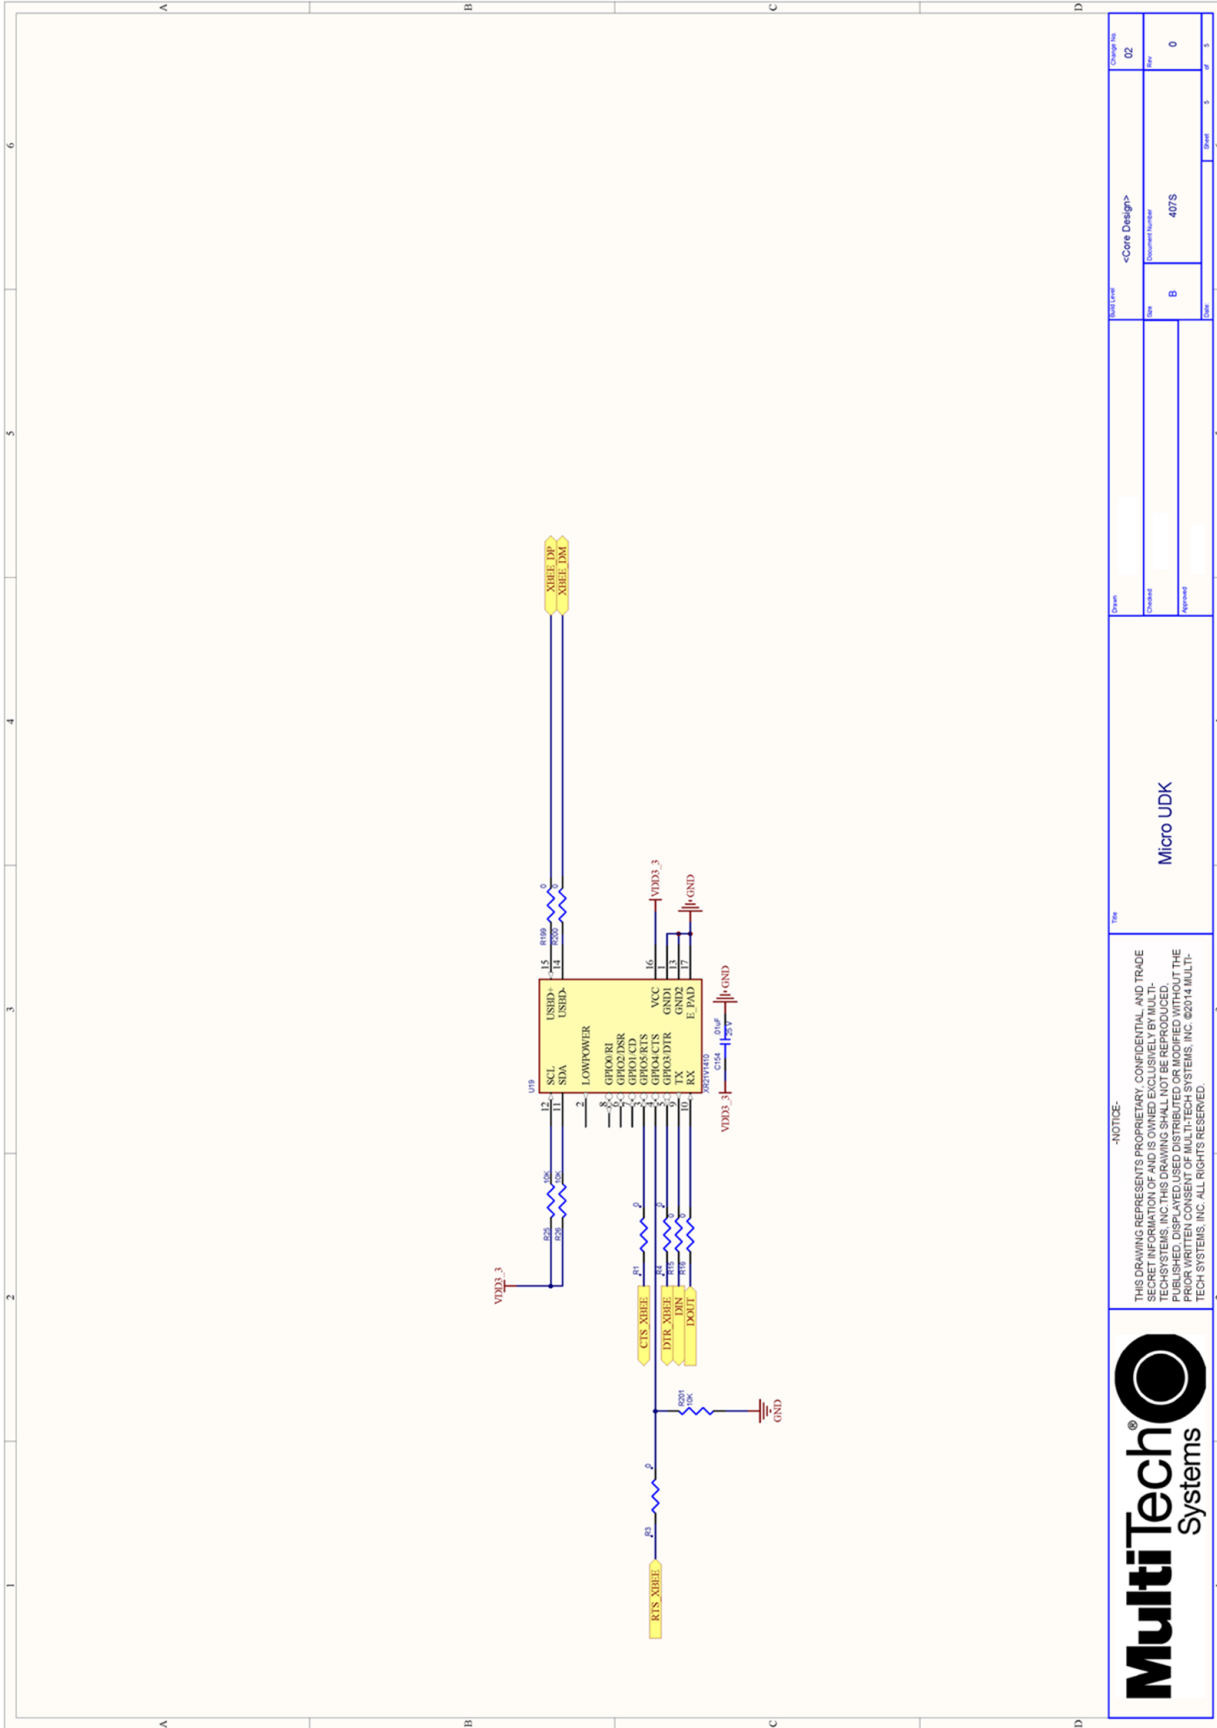 1
2
3
4
5
6
A
A
B
B
C
C
D
D
XBEE_DP
XBEE_DM
R199 0
R200 0
15 USBD+
14 USBD-
VDD3_3
R25 10K
R26 10K
12 SCL
11 SDA
U19
2 LOWPOWER
8 GPIO0/RI
6 GPIO2/DSR
7 GPIO1/CD
3 GPIO5/RTS
4 GPIO4/CTS
5 GPIO3/DTR
9 TX
10 RX
VCC 16
GND1 1
GND2 13
E_PAD 17
VDD3_3
GND
XR21V1410
VDD3_3
C154
.01uF
25 V
GND
CTS_XBEE
R1 0
DTR_XBEE
R4 0
DIN
R15 0
DOUT
R16 0
R201
10K
GND
RTS_XBEE
R3 0
MultiTech®
Systems
-NOTICE-
THIS DRAWING REPRESENTS PROPRIETARY, CONFIDENTIAL, AND TRADE
SECRET INFORMATION OF AND IS OWNED EXCLUSIVELY BY MULTI-
TECHSYSTEMS, INC.THIS DRAWING SHALL NOT BE REPRODUCED,
PUBLISHED, DISPLAYED,USED DISTRIBUTED OR MODIFIED WITHOUT THE
PRIOR WRITTEN CONSENT OF MULTI-TECH SYSTEMS, INC. ©2014 MULTI-
TECH SYSTEMS, INC. ALL RIGHTS RESERVED.
Title
Micro UDK
Drawn
Checked
Approved
Build Level
<Core Design>
Change No.
02
Size
B
Document Number
407S
Rev
0
Date:
Sheet 5 of 5